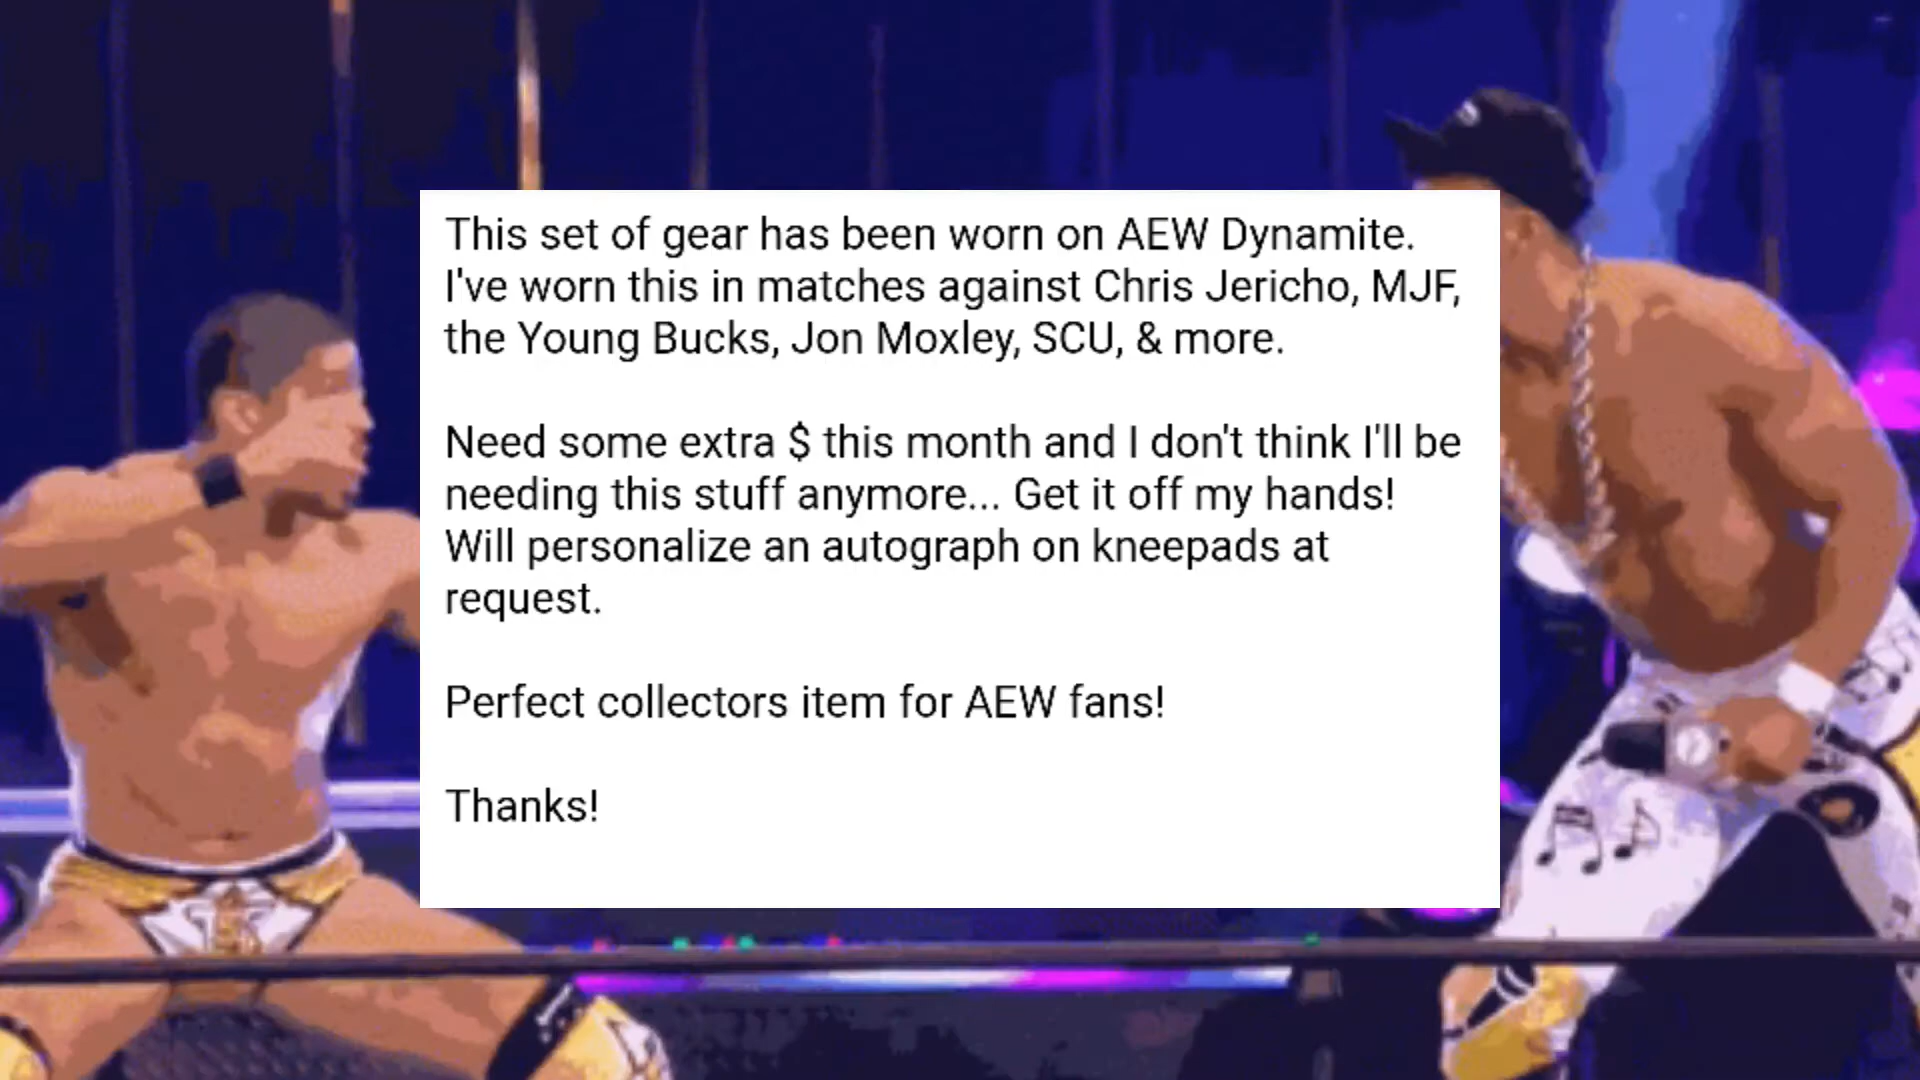 This set of gear has been worn on AEW Dynamite.
I've worn this in matches against Chris Jericho, MJF,
the Young Bucks, Jon Moxley, SCU, & more.
Need some extra $ this month and I don't think I'll be
needing this stuff anymore... Get it off my hands!
Will personalize an autograph on kneepads at
request.
Perfect collectors item for AEW fans!
Thanks!